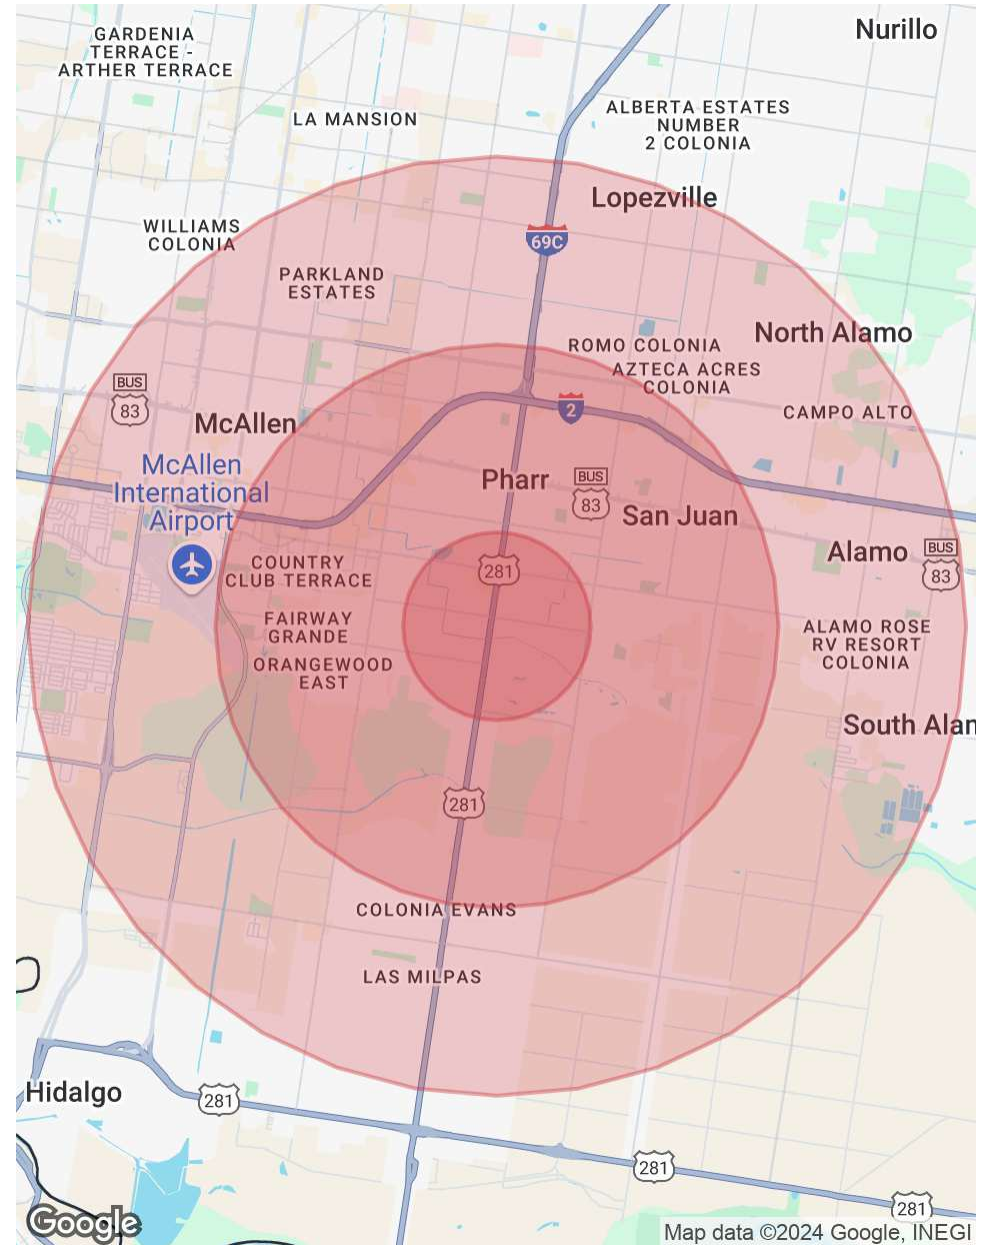 Nurillo
GARDENIA
TERRACE -
ARTHER TERRACE
ALBERTA ESTATES
NUMBER
2 COLONIA
LA MANSION
Lopezville
WILLIAMS
COLONIA
69C
PARKLAND
ESTATES
North Alamo
ROMO COLONIA
AZTECA ACRES
COLONIA
BUS
83
2
CAMPO ALTO
McAllen
McAllen
International
Airport
Pharr
BUS
83
San Juan
Alamo
BUS
83
COUNTRY
CLUB TERRACE
281
FAIRWAY
GRANDE
ALAMO ROSE
RV RESORT
COLONIA
ORANGEWOOD
EAST
South Alam
281
COLONIA EVANS
LAS MILPAS
Hidalgo
281
281
281
Google
Map data ©2024 Google, INEGI